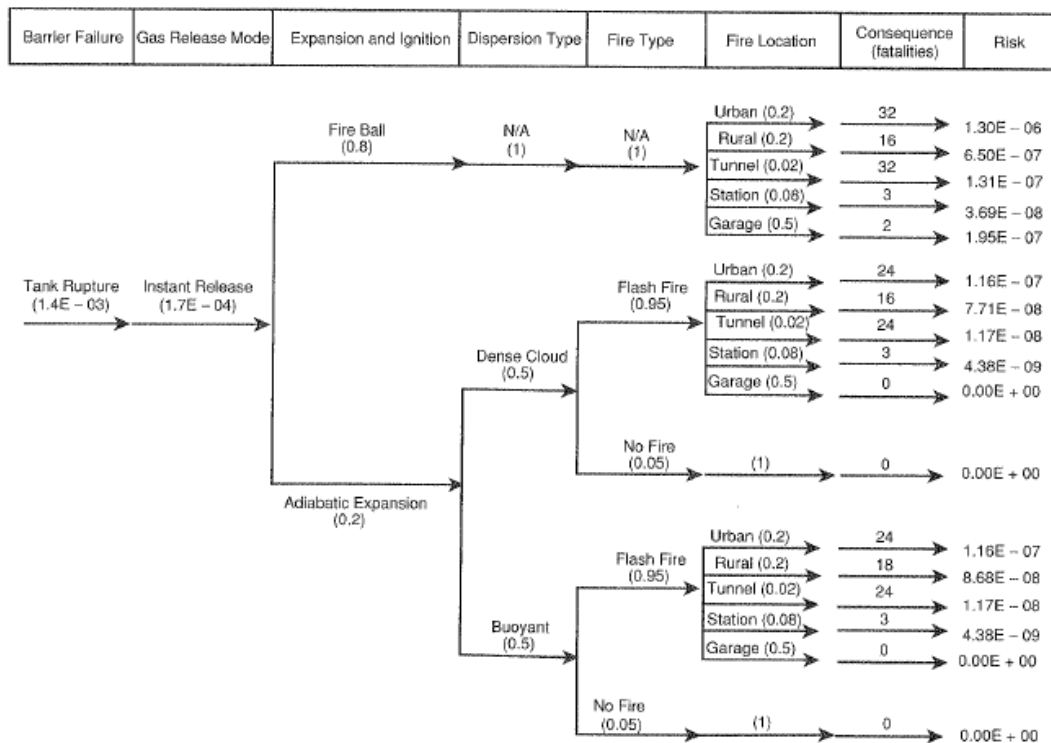 Barrier Failure Gas Release Mode Expansion and Ignition Dispersion Type Fire Type Fire Location Consequence (fatalities) Risk
Fire Ball
(0.8)
N/A
(1)
N/A
(1)
Urban (0.2) 32 1.30E – 06
Rural (0.2) 16 6.50E – 07
Tunnel (0.02) 32 1.31E – 07
Station (0.08) 3 3.69E – 08
Garage (0.5) 2 1.95E – 07
Tank Rupture
(1.4E – 03)
Instant Release
(1.7E – 04)
Dense Cloud
(0.5)
Flash Fire
(0.95)
Urban (0.2) 24 1.16E – 07
Rural (0.2) 16 7.71E – 08
Tunnel (0.02) 24 1.17E – 08
Station (0.08) 3 4.38E – 09
Garage (0.5) 0 0.00E + 00
No Fire
(0.05)
(1) 0 0.00E + 00
Adiabatic Expansion
(0.2)
Buoyant
(0.5)
Flash Fire
(0.95)
Urban (0.2) 24 1.16E – 07
Rural (0.2) 18 8.68E – 08
Tunnel (0.02) 24 1.17E – 08
Station (0.08) 3 4.38E – 09
Garage (0.5) 0 0.00E + 00
No Fire
(0.05)
(1) 0 0.00E + 00